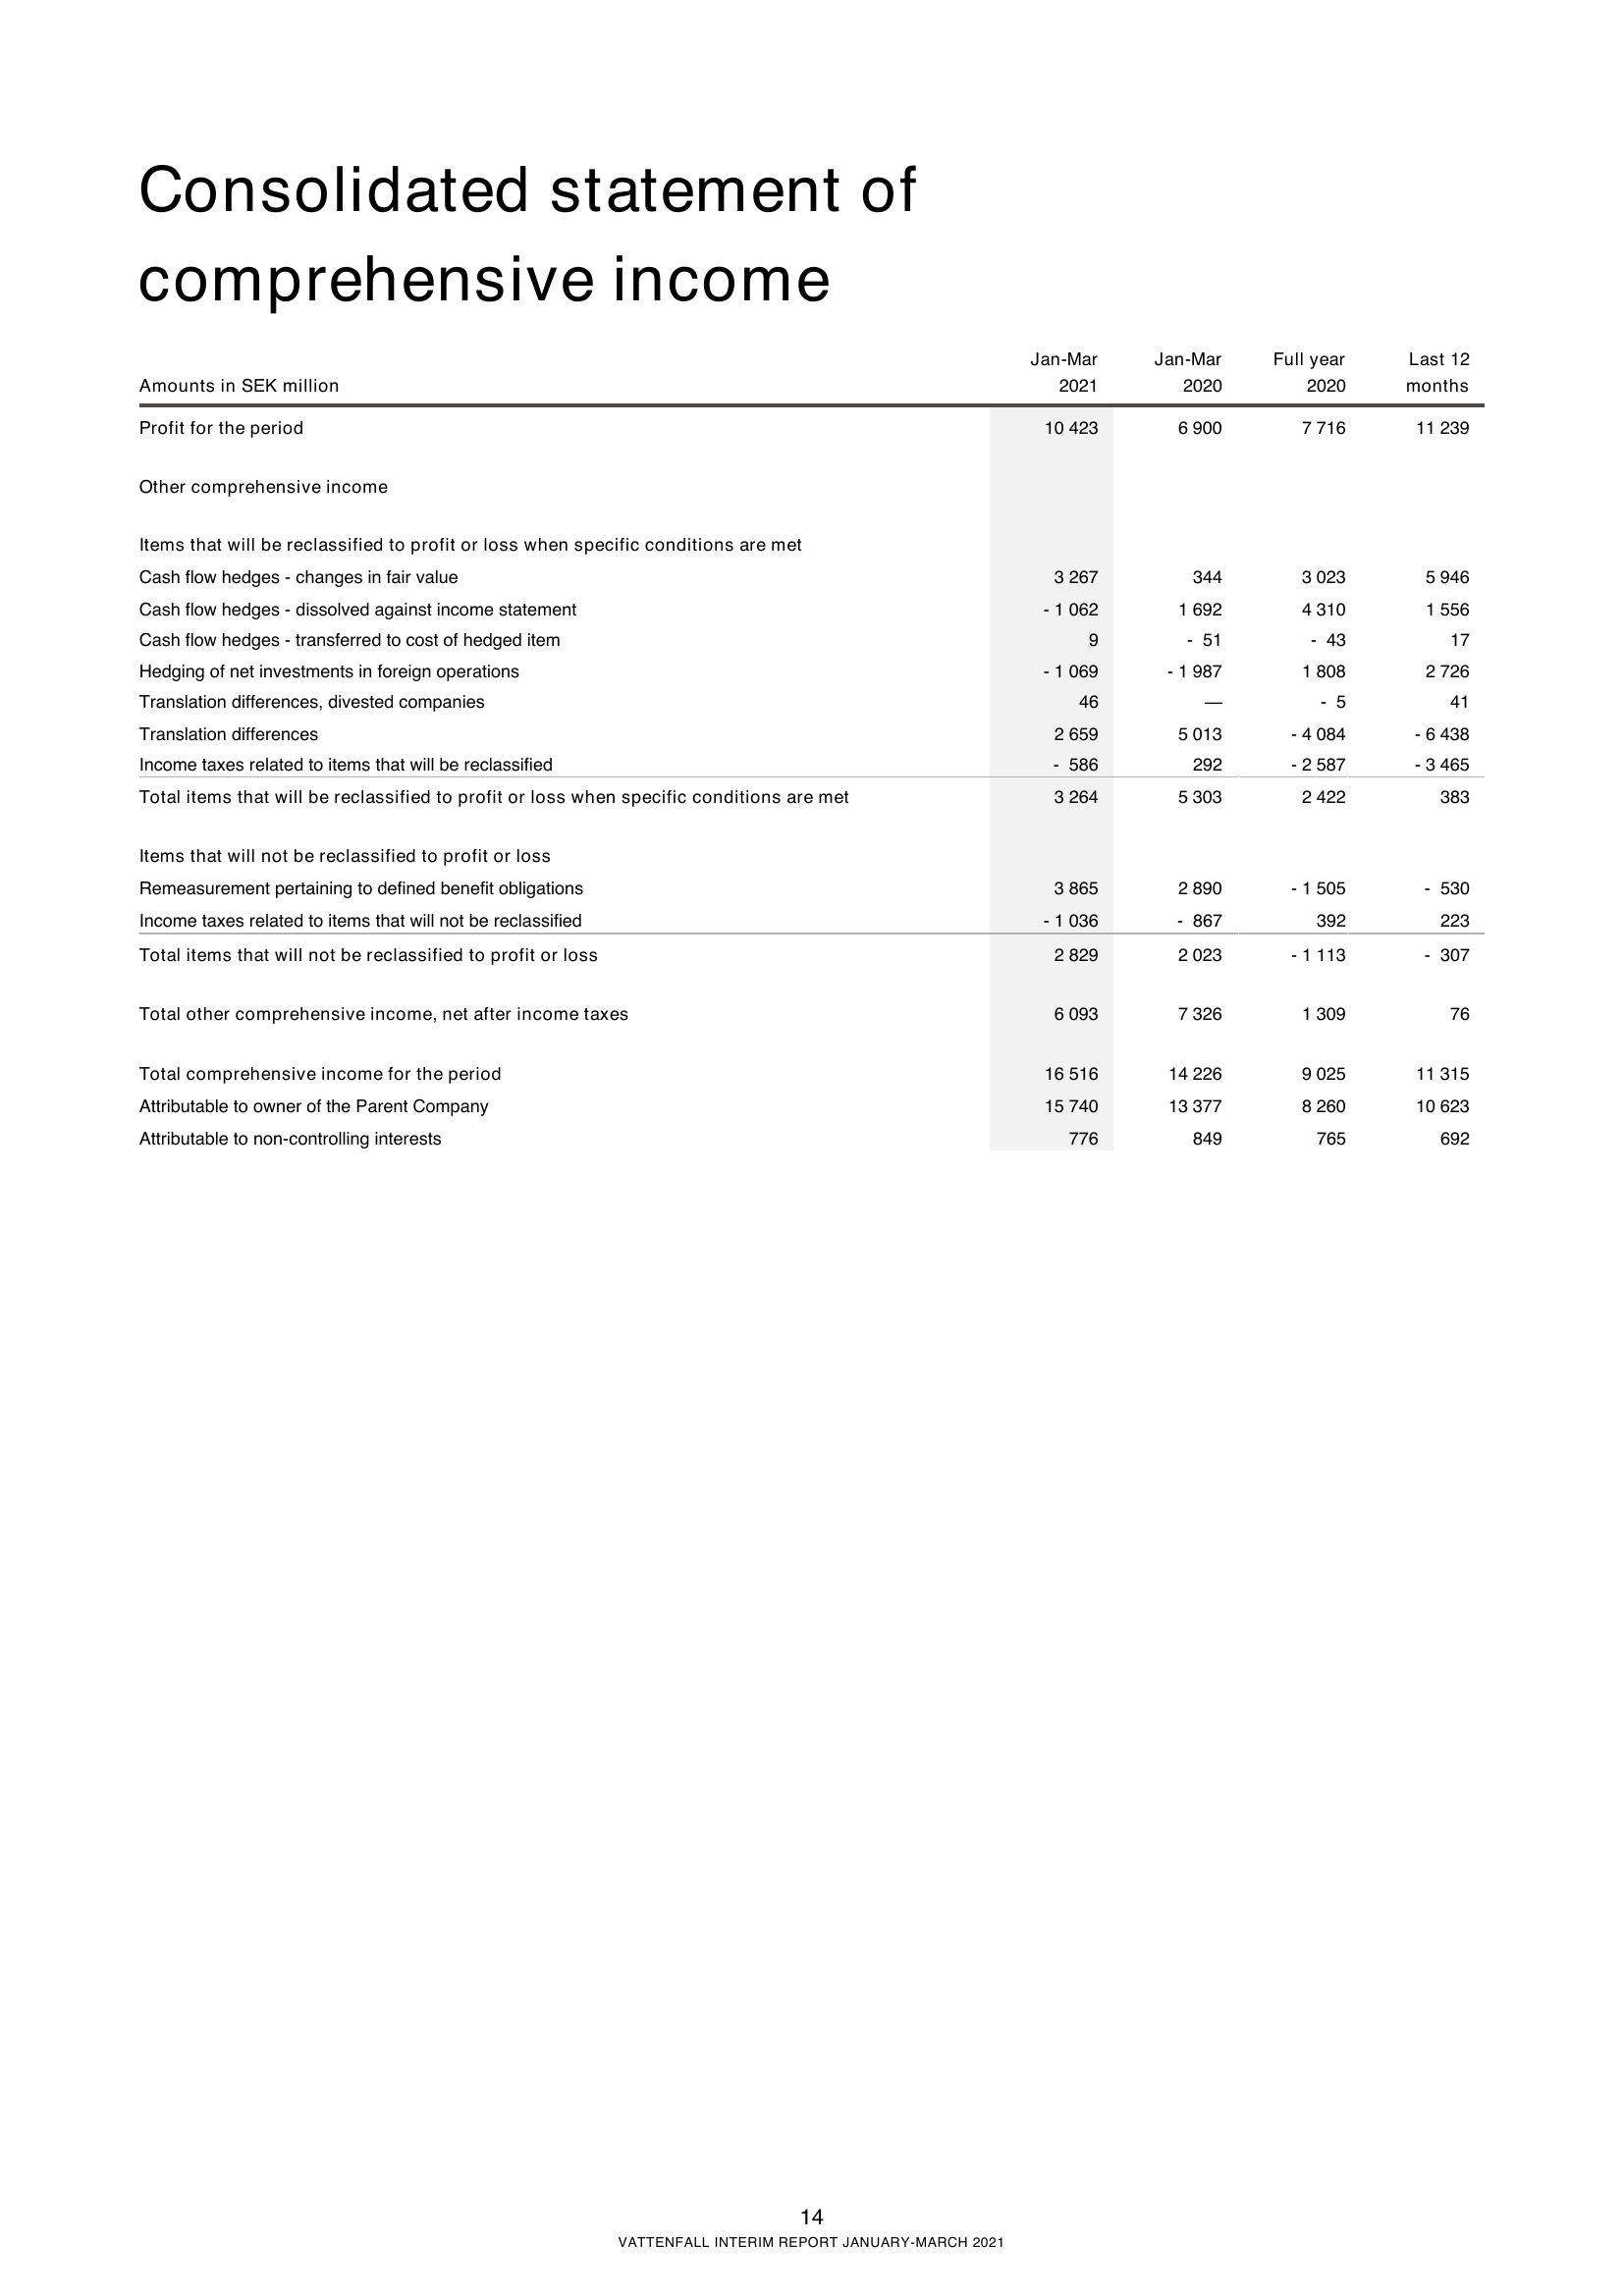 Consolidated statement of
comprehensive income
Jan-Mar Jan-Mar Full year Last 12
Amounts in SEK million 2021 2020 2020 months
Profit for the period 10 423 6 900 7 716 11 239
Other comprehensive income
Items that will be reclassified to profit or loss when specific conditions are met
Cash flow hedges - changes in fair value 3 267 344 3 023 5 946
Cash flow hedges - dissolved against income statement - 1 062 1 692 4 310 1 556
Cash flow hedges - transferred to cost of hedged item 9 - 51 - 43 17
Hedging of net investments in foreign operations - 1 069 - 1 987 1 808 2 726
Translation differences, divested companies 46 — - 5 41
Translation differences 2 659 5 013 - 4 084 - 6 438
Income taxes related to items that will be reclassified - 586 292 - 2 587 - 3 465
Total items that will be reclassified to profit or loss when specific conditions are met 3 264 5 303 2 422 383
Items that will not be reclassified to profit or loss
Remeasurement pertaining to defined benefit obligations 3 865 2 890 - 1 505 - 530
Income taxes related to items that will not be reclassified - 1 036 - 867 392 223
Total items that will not be reclassified to profit or loss 2 829 2 023 - 1 113 - 307
Total other comprehensive income, net after income taxes 6 093 7 326 1 309 76
Total comprehensive income for the period 16 516 14 226 9 025 11 315
Attributable to owner of the Parent Company 15 740 13 377 8 260 10 623
Attributable to non-controlling interests 776 849 765 692
14
VATTENFALL INTERIM REPORT JANUARY-MARCH 2021